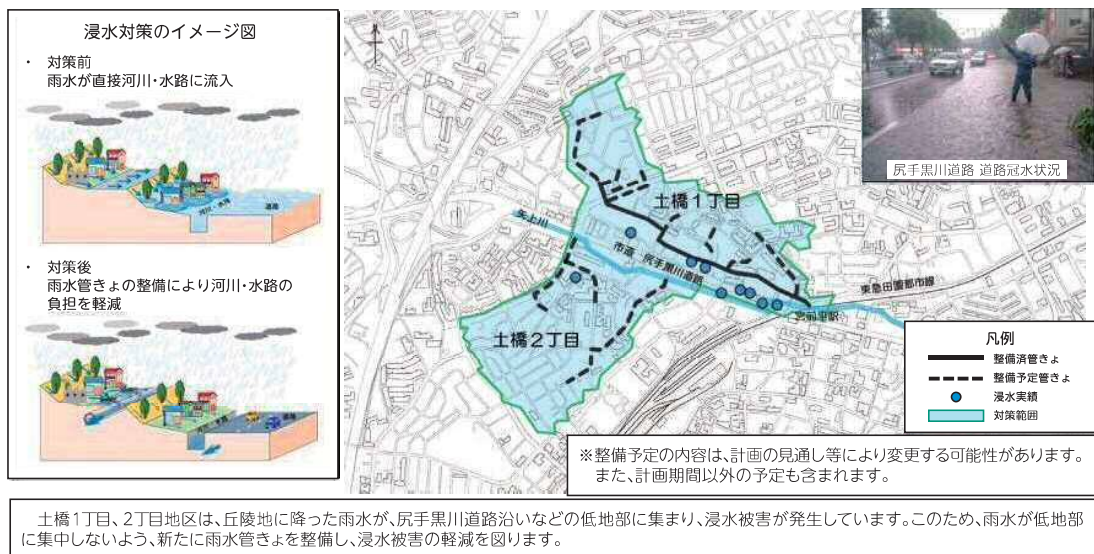 浸水対策のイメージ図
・ 対策前
雨水が直接河川・水路に流入
河川・水路
道路
・ 対策後
雨水管きょの整備により河川・水路の
負担を軽減
道路
土橋1丁目
矢上川
市道 尻手黒川道路
東急田園都市線
宮前平駅
土橋2丁目
尻手黒川道路 道路冠水状況
凡例
整備済管きょ
整備予定管きょ
浸水実績
対策範囲
※整備予定の内容は、計画の見通し等により変更する可能性があります。
また、計画期間以外の予定も含まれます。
土橋1丁目、2丁目地区は、丘陵地に降った雨水が、尻手黒川道路沿いなどの低地部に集まり、浸水被害が発生しています。このため、雨水が低地部
に集中しないよう、新たに雨水管きょを整備し、浸水被害の軽減を図ります。